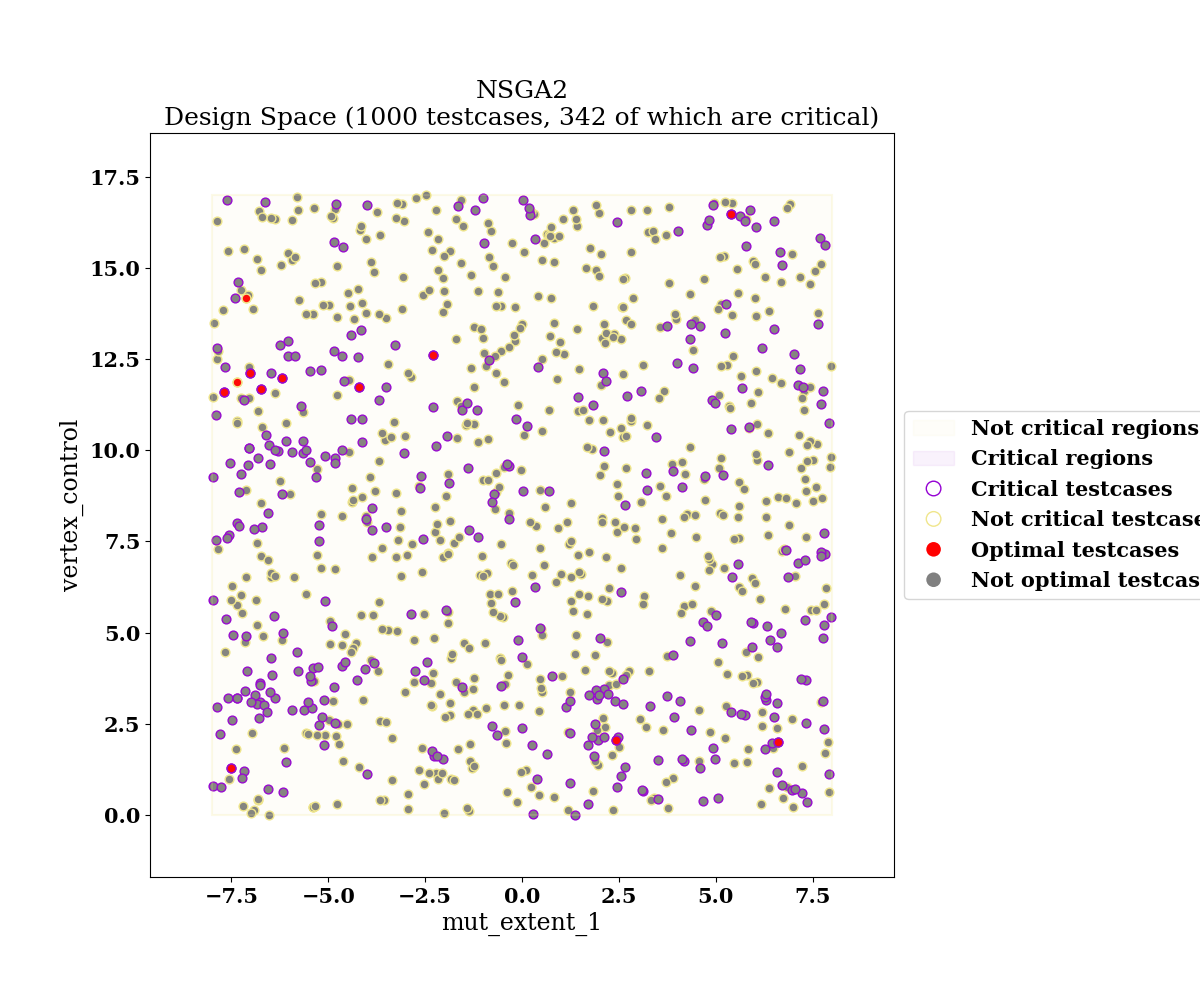 NSGA2
Design Space (1000 testcases, 342 of which are critical)
17.5
15.0
12.5
10.0
7.5
5.0
2.5
0.0
vertex_control
−7.5 −5.0 −2.5 0.0 2.5 5.0 7.5
mut_extent_1
Not critical regions
Critical regions
Critical testcases
Not critical testcase
Optimal testcases
Not optimal testcas